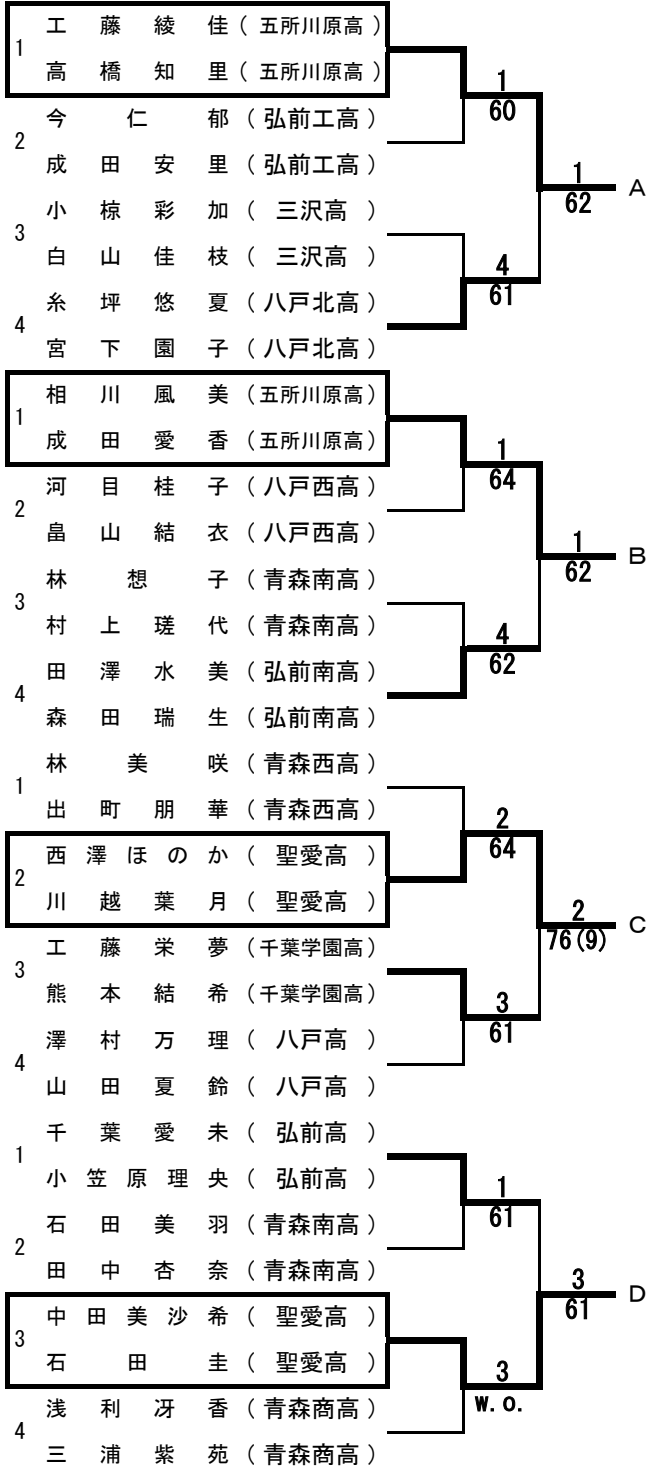 1
工藤綾佳(五所川原高)
高橋知里(五所川原高)
2
今仁郁(弘前工高)
成田安里(弘前工高)
3
小椋彩加(三沢高)
白山佳枝(三沢高)
4
糸坪悠夏(八戸北高)
宮下園子(八戸北高)
1
60
4
61
1
62
A
1
相川風美(五所川原高)
成田愛香(五所川原高)
2
河目桂子(八戸西高)
畠山結衣(八戸西高)
3
林想子(青森南高)
村上瑳代(青森南高)
4
田澤水美(弘前南高)
森田瑞生(弘前南高)
1
64
4
62
1
62
B
1
林美咲(青森西高)
出町朋華(青森西高)
2
西澤ほのか(聖愛高)
川越葉月(聖愛高)
3
工藤栄夢(千葉学園高)
熊本結希(千葉学園高)
4
澤村万理(八戸高)
山田夏鈴(八戸高)
2
64
3
61
2
76(9)
C
1
千葉愛未(弘前高)
小笠原理央(弘前高)
2
石田美羽(青森南高)
田中杏奈(青森南高)
3
中田美沙希(聖愛高)
石田圭(聖愛高)
4
浅利冴香(青森商高)
三浦紫苑(青森商高)
1
61
3
W.O.
3
61
D